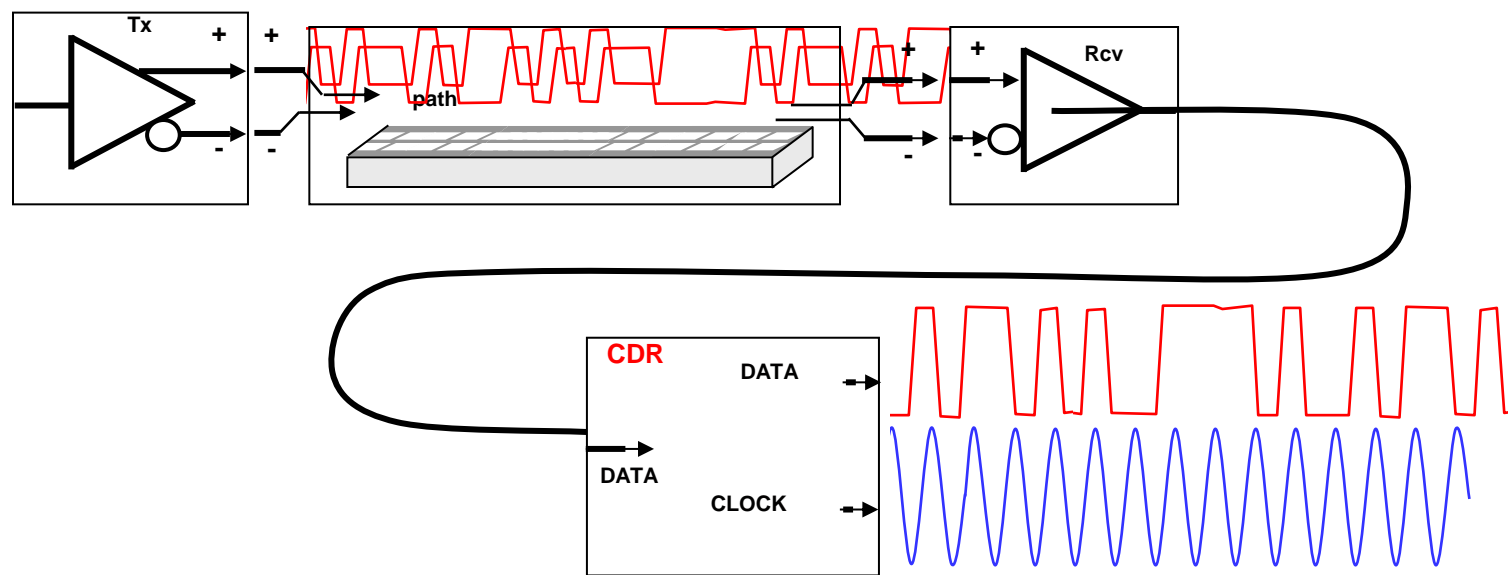 Tx
+
+
-
-
path
+
-
+
-
Rcv
CDR
DATA
DATA
CLOCK